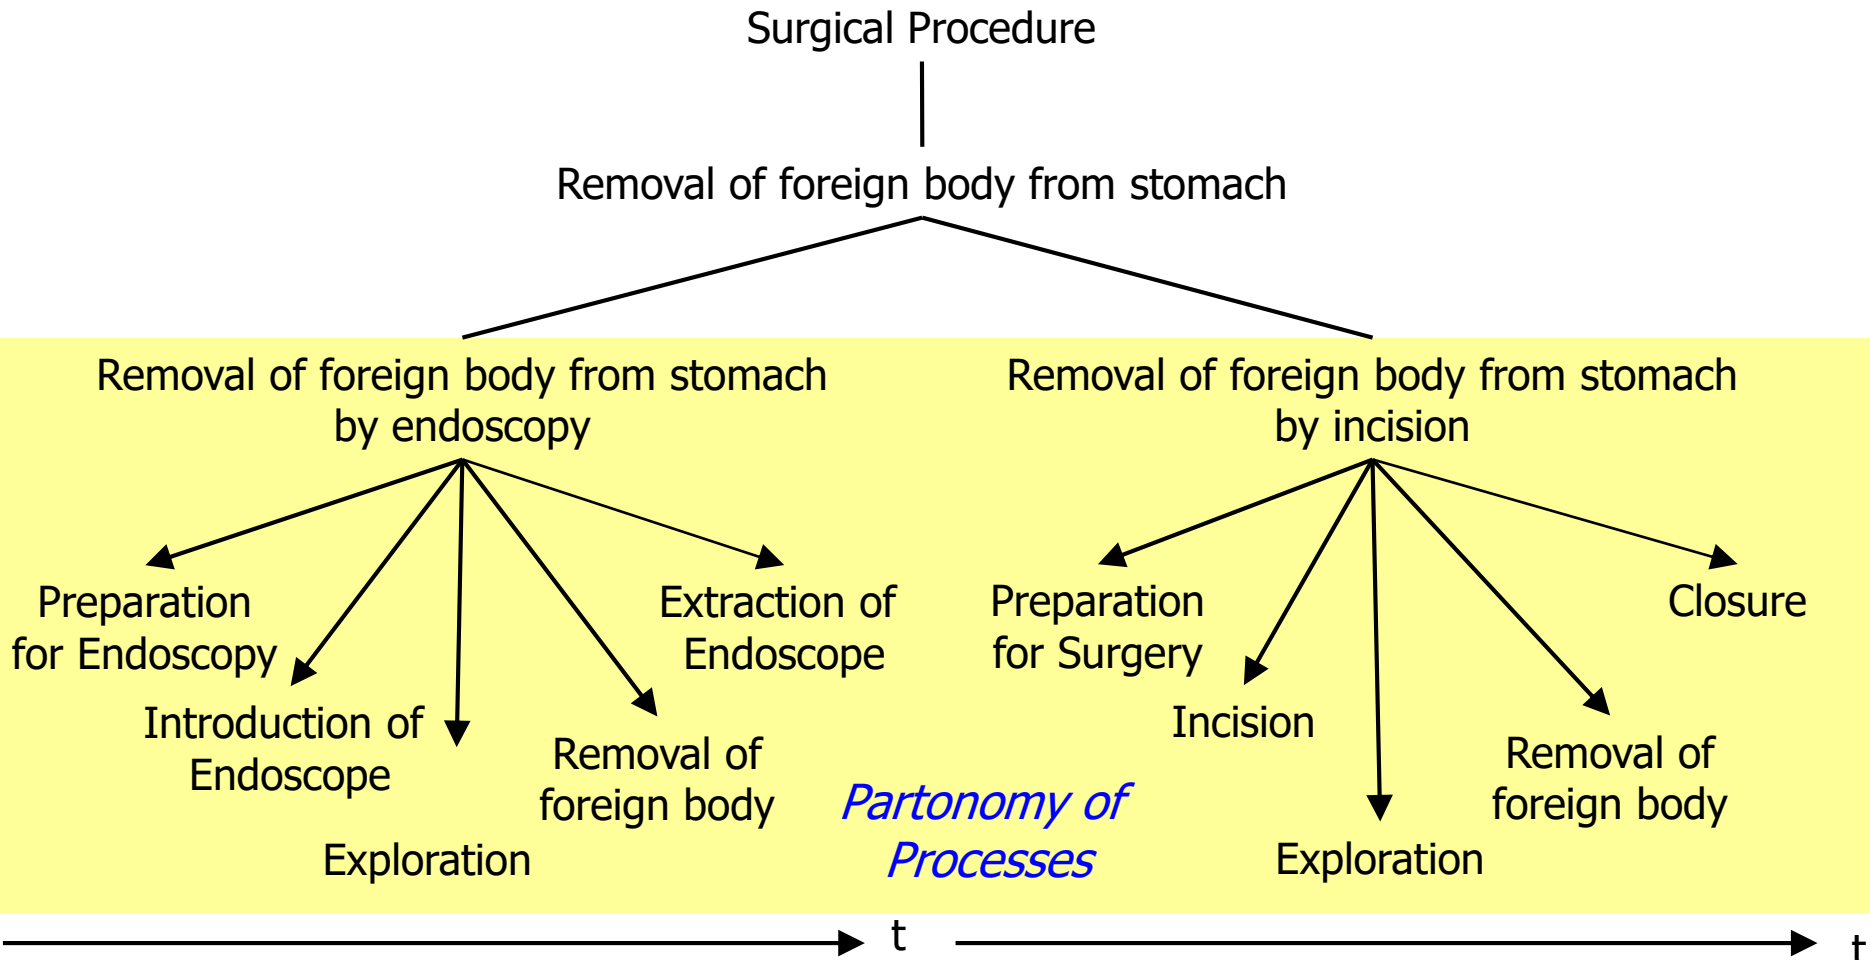 Surgical Procedure
Removal of foreign body from stomach
Removal of foreign body from stomach
by endoscopy
Removal of foreign body from stomach
by incision
Preparation
for Endoscopy
Introduction of
Endoscope
Exploration
Removal of
foreign body
Extraction of
Endoscope
Partonomy of
Processes
Preparation
for Surgery
Incision
Exploration
Removal of
foreign body
Closure
t
t